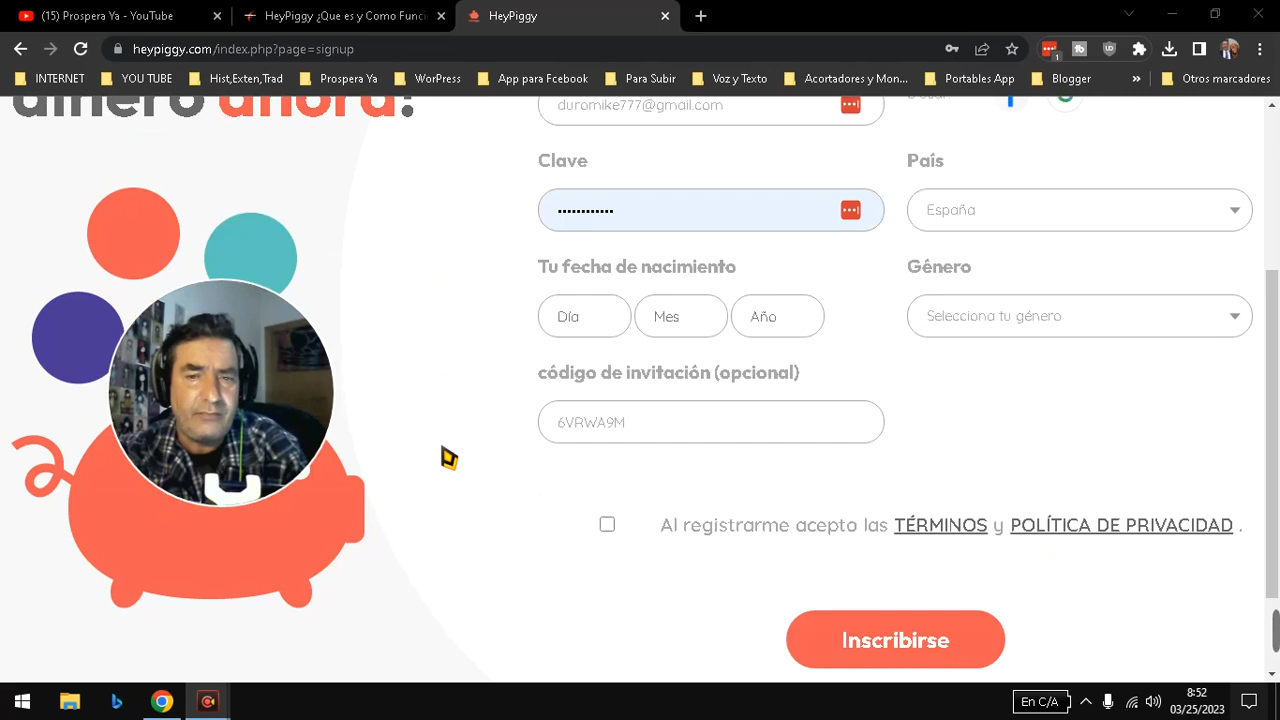 (15) Prospera Ya - YouTube
HeyPiggy ¿Que es y Como Funci
HeyPiggy
heypiggy.com/index.php?page=signup
INTERNET
YOU TUBE
Hist,Exten,Trad
Prospera Ya
WorPress
App para Fcebook
Para Subir
Voz y Texto
Acortadores y Mon...
Portables App
Blogger
»
Otros marcadores
dinero ahora!
duromike777@gmail.com
Clave
País
España
Tu fecha de nacimiento
Género
Día
Mes
Año
Selecciona tu género
código de invitación (opcional)
6VRWA9M
Al registrarme acepto las TÉRMINOS y POLÍTICA DE PRIVACIDAD .
Inscribirse
En C/A
8:52
03/25/2023